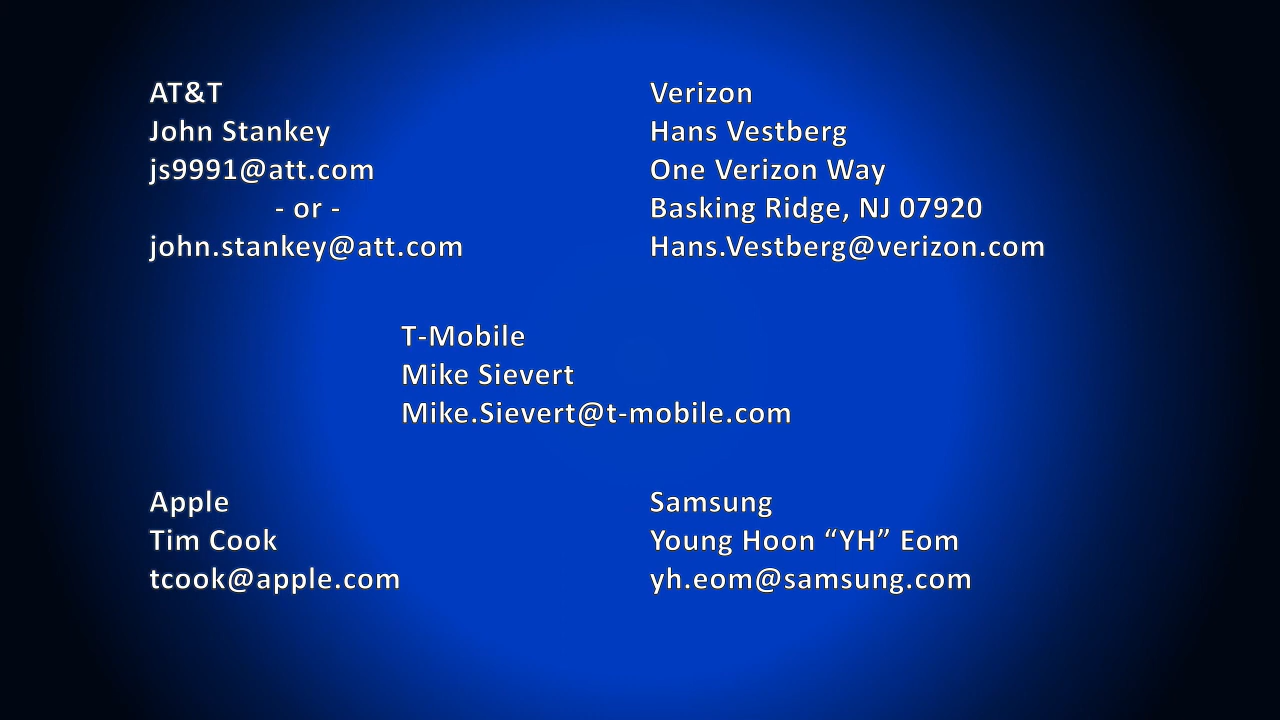 AT&T
John Stankey
js9991@att.com
- or -
john.stankey@att.com
Verizon
Hans Vestberg
One Verizon Way
Basking Ridge, NJ 07920
Hans.Vestberg@verizon.com
T-Mobile
Mike Sievert
Mike.Sievert@t-mobile.com
Apple
Tim Cook
tcook@apple.com
Samsung
Young Hoon “YH” Eom
yh.eom@samsung.com